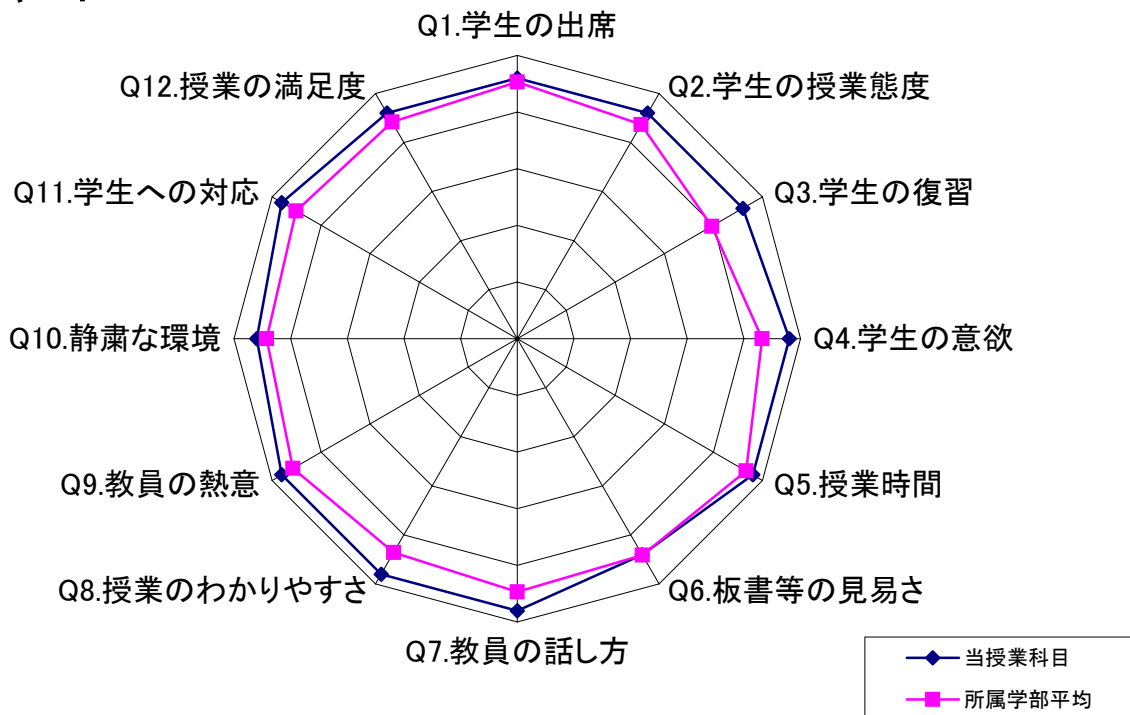 Q1.学生の出席
Q2.学生の授業態度
Q3.学生の復習
Q4.学生の意欲
Q5.授業時間
Q6.板書等の見易さ
Q7.教員の話し方
Q8.授業のわかりやすさ
Q9.教員の熱意
Q10.静粛な環境
Q11.学生への対応
Q12.授業の満足度
当授業科目
所属学部平均